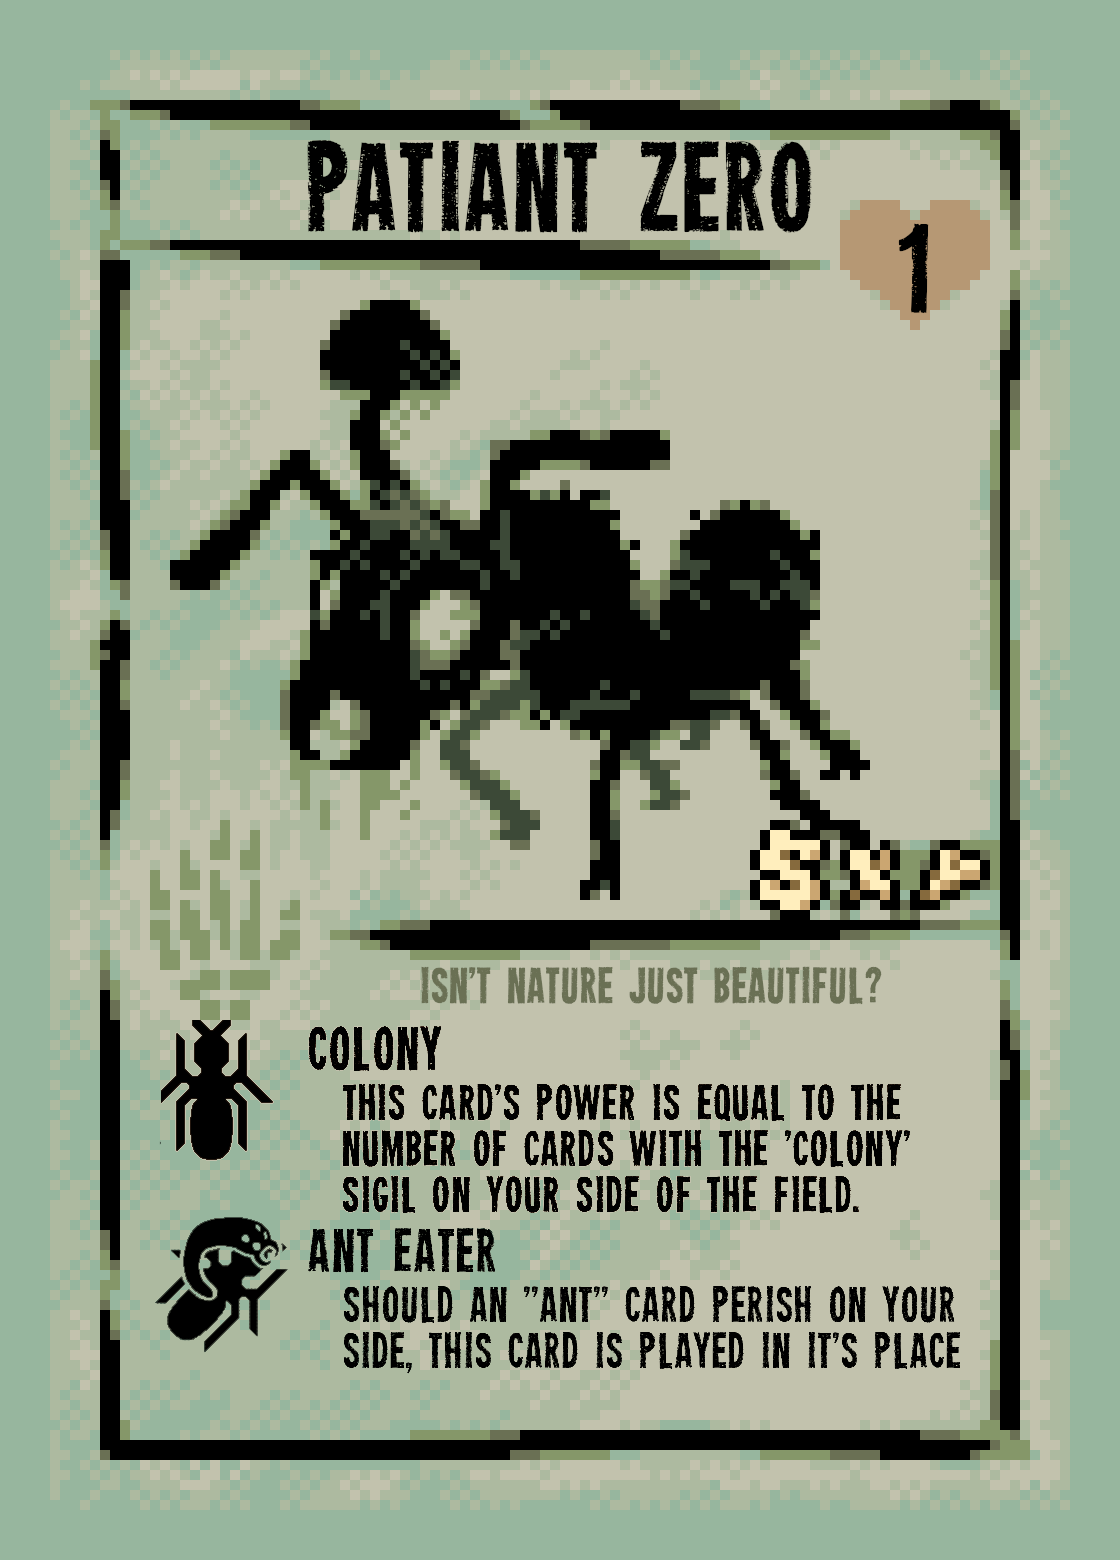 PATIANT ZERO
1
5 X
ISN'T NATURE JUST BEAUTIFUL?
COLONY
THIS CARD'S POWER IS EQUAL TO THE
NUMBER OF CARDS WITH THE 'COLONY'
SIGIL ON YOUR SIDE OF THE FIELD.
ANT EATER
SHOULD AN "ANT" CARD PERISH ON YOUR
SIDE, THIS CARD IS PLAYED IN IT'S PLACE